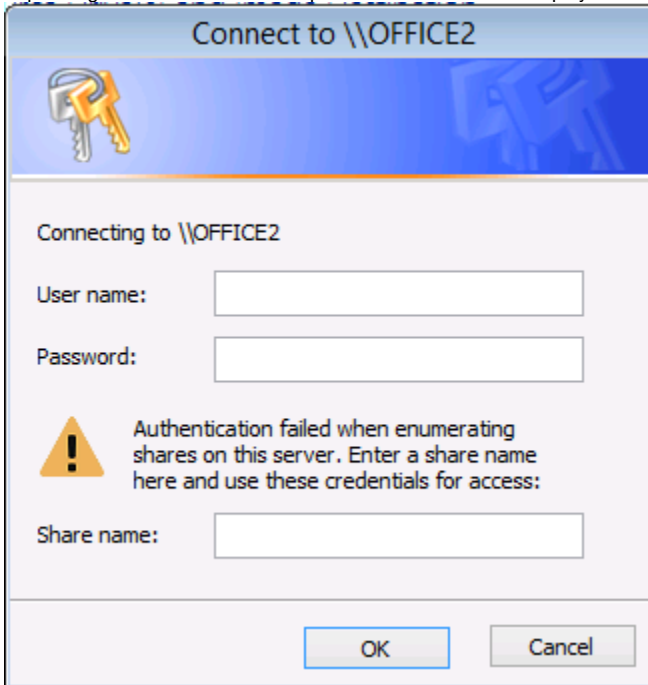 Connect to \\OFFICE2
Connecting to \\OFFICE2
User name:
Password:
Authentication failed when enumerating
shares on this server. Enter a share name
here and use these credentials for access:
Share name:
OK
Cancel